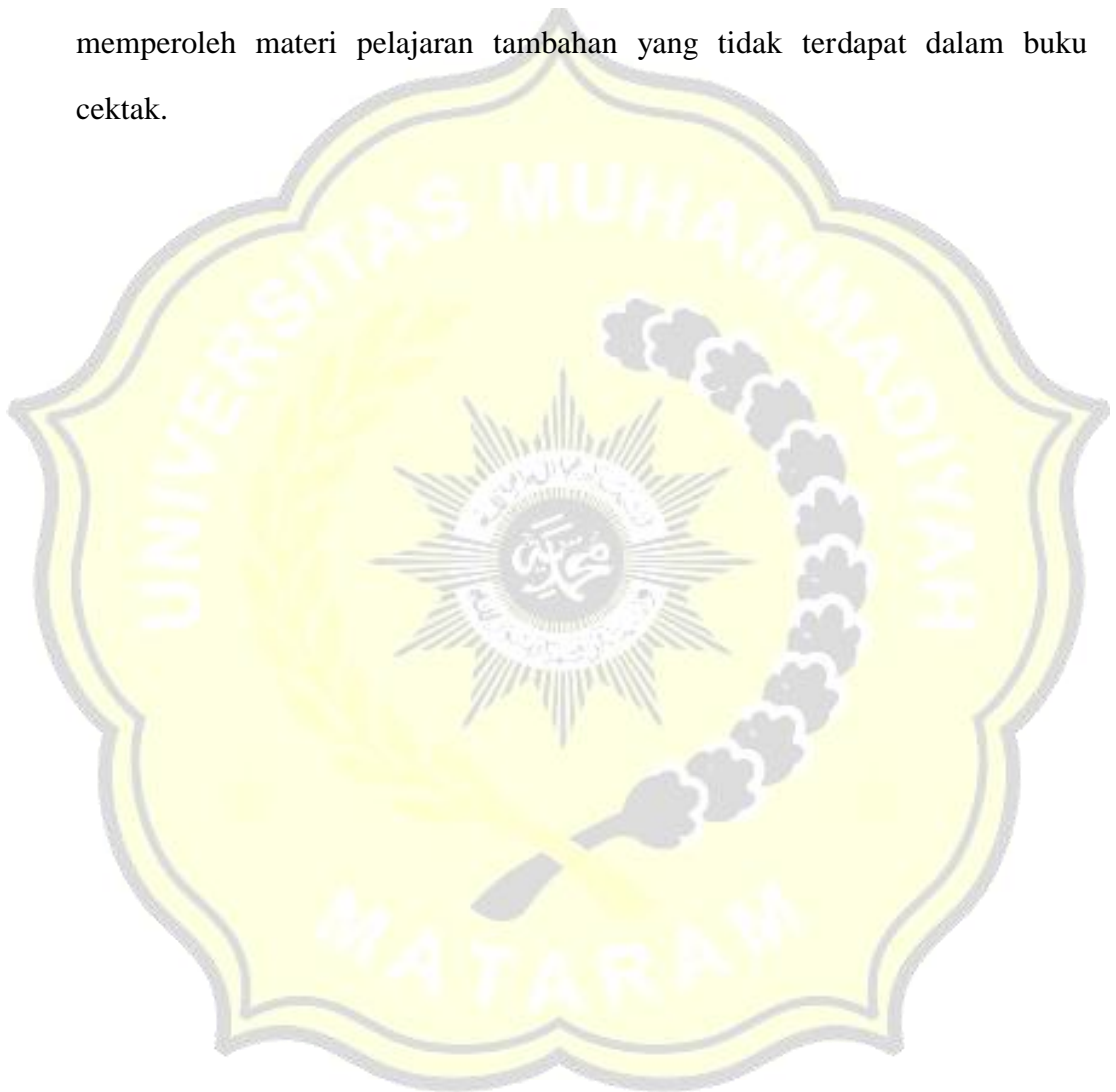 memperoleh materi pelajaran tambahan yang tidak terdapat dalam buku
cektak.
UNIVERSITAS MUHAMMADIYAH
MATARAM